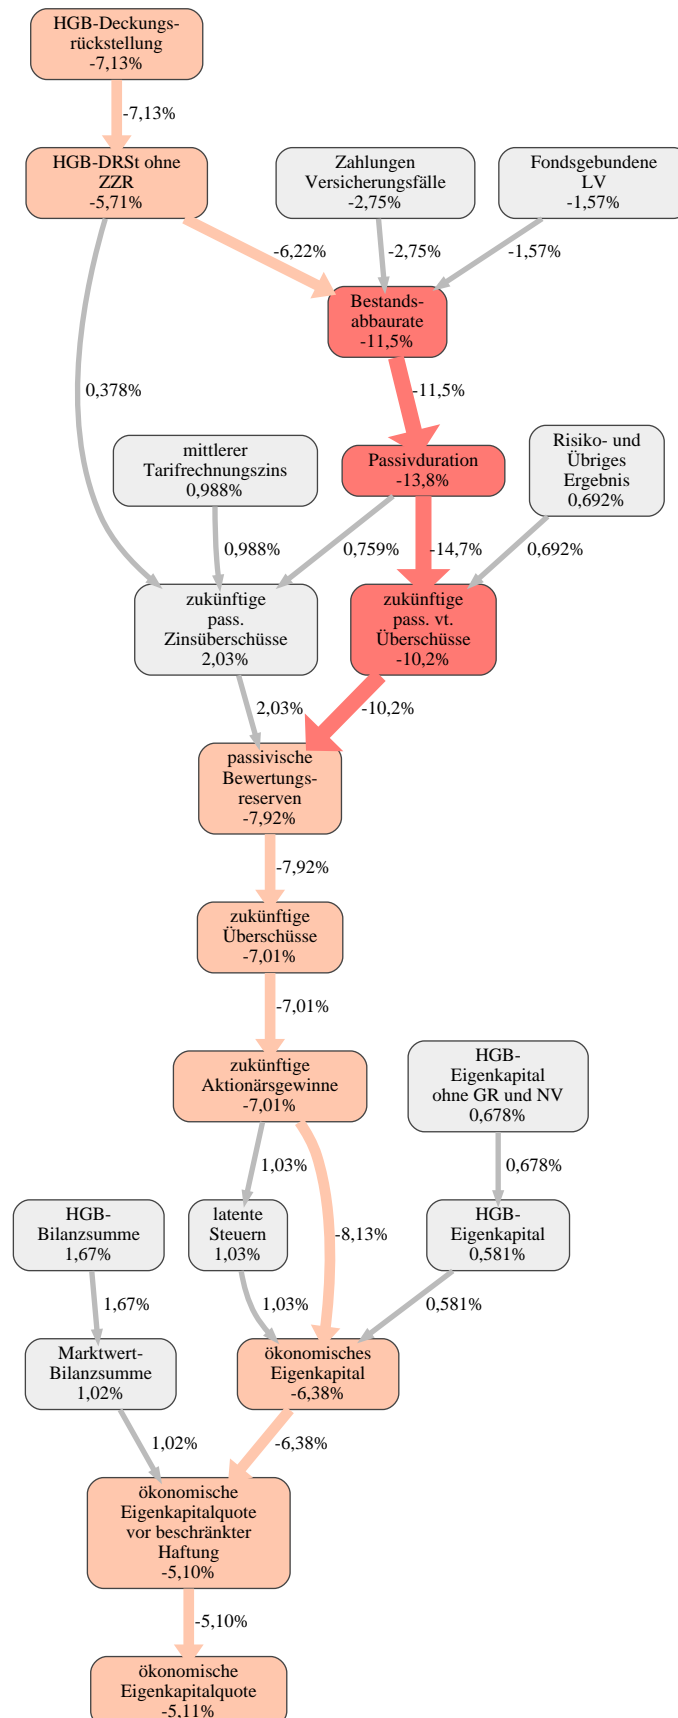 HGB-Deckungs-
rückstellung
-7,13%
-7,13%
HGB-DRSt ohne
ZZR
-5,71%
Zahlungen
Versicherungsfälle
-2,75%
Fondsgebundene
LV
-1,57%
-6,22%
-2,75%
-1,57%
Bestands-
abbaurate
-11,5%
0,378%
-11,5%
mittlerer
Tarifrechnungszins
0,988%
Passivduration
-13,8%
Risiko- und
Übriges
Ergebnis
0,692%
0,988%
0,759%
-14,7%
0,692%
zukünftige
pass.
Zinsüberschüsse
2,03%
zukünftige
pass. vt.
Überschüsse
-10,2%
2,03%
-10,2%
passivische
Bewertungs-
reserven
-7,92%
-7,92%
zukünftige
Überschüsse
-7,01%
-7,01%
zukünftige
Aktionärsgewinne
-7,01%
HGB-
Eigenkapital
ohne GR und NV
0,678%
1,03%
-8,13%
0,678%
HGB-
Bilanzsumme
1,67%
latente
Steuern
1,03%
HGB-
Eigenkapital
0,581%
1,67%
1,03%
0,581%
Marktwert-
Bilanzsumme
1,02%
ökonomisches
Eigenkapital
-6,38%
1,02%
-6,38%
ökonomische
Eigenkapitalquote
vor beschränkter
Haftung
-5,10%
-5,10%
ökonomische
Eigenkapitalquote
-5,11%